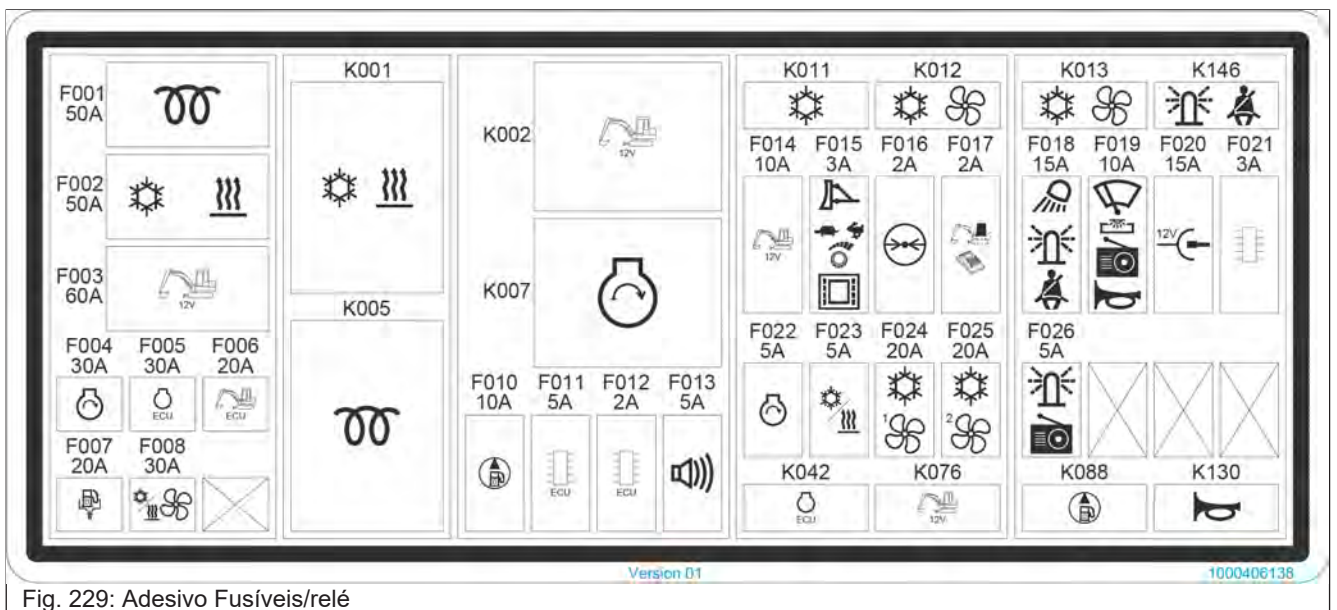 K001 K011 K012 K013 K146
F001
50A
K002
F014 F015 F016 F017 F018 F019 F020 F021
10A 3A 2A 2A 15A 10A 15A 3A
12V
F002
50A
12V 12V
F003
60A
12V
K007
K005
F004 F005 F006
30A 30A 20A
ECU ECU
F022 F023 F024 F025 F026
5A 5A 20A 20A 5A
F010 F011 F012 F013
10A 5A 2A 5A
1 2
F007 F008
20A 30A
ECU ECU
K042 K076 K088 K130
ECU 12V
Version 01 1000406138
Fig. 229: Adesivo Fusíveis/relé